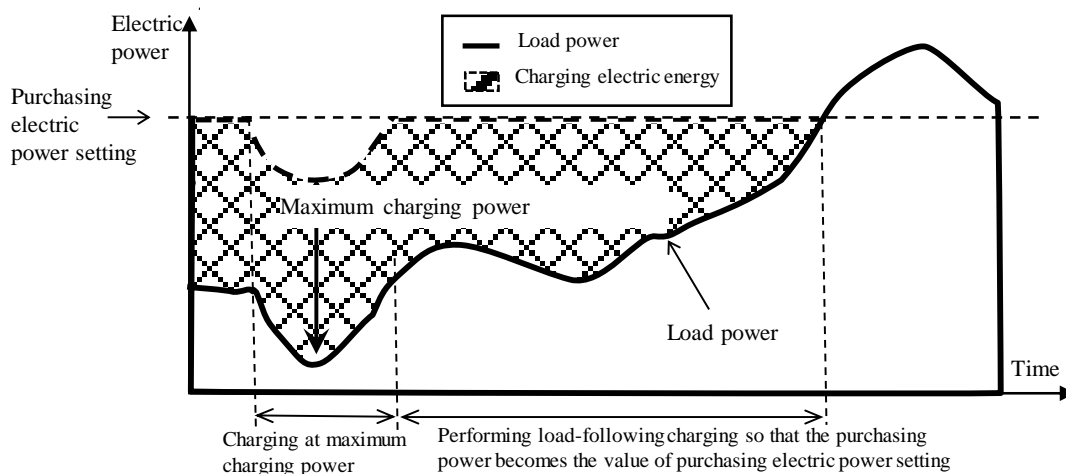 Electric
power
Load power
Charging electric energy
Purchasing
electric
power setting
Maximum charging power
Load power
Time
Charging at maximum
charging power
Performing load-following charging so that the purchasing
power becomes the value of purchasing electric power setting